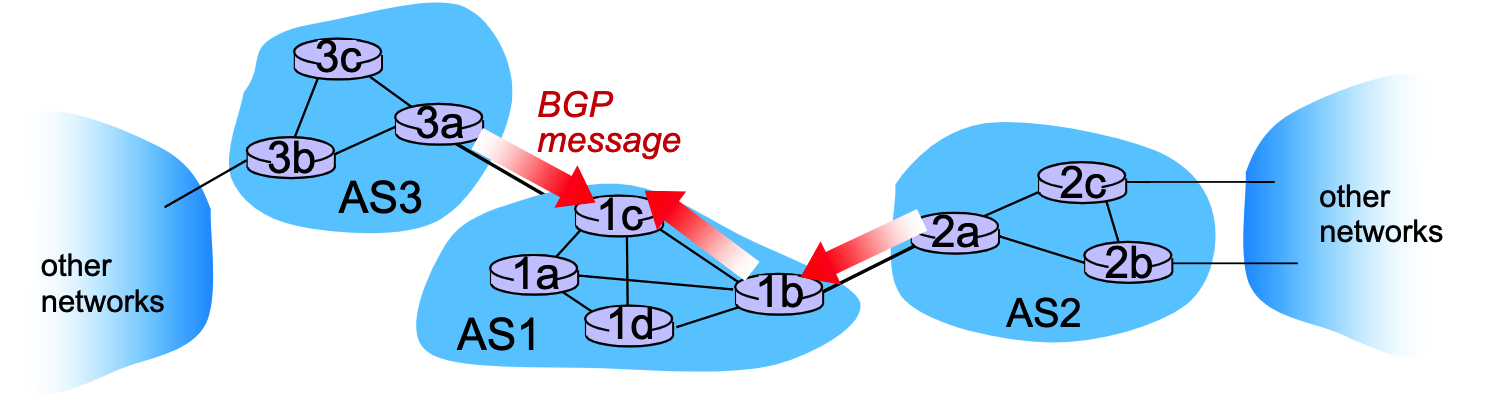 3c
3a
3b
AS3
BGP
message
other
networks
1c
1a
1b
1d
AS1
2c
2a
2b
AS2
other
networks